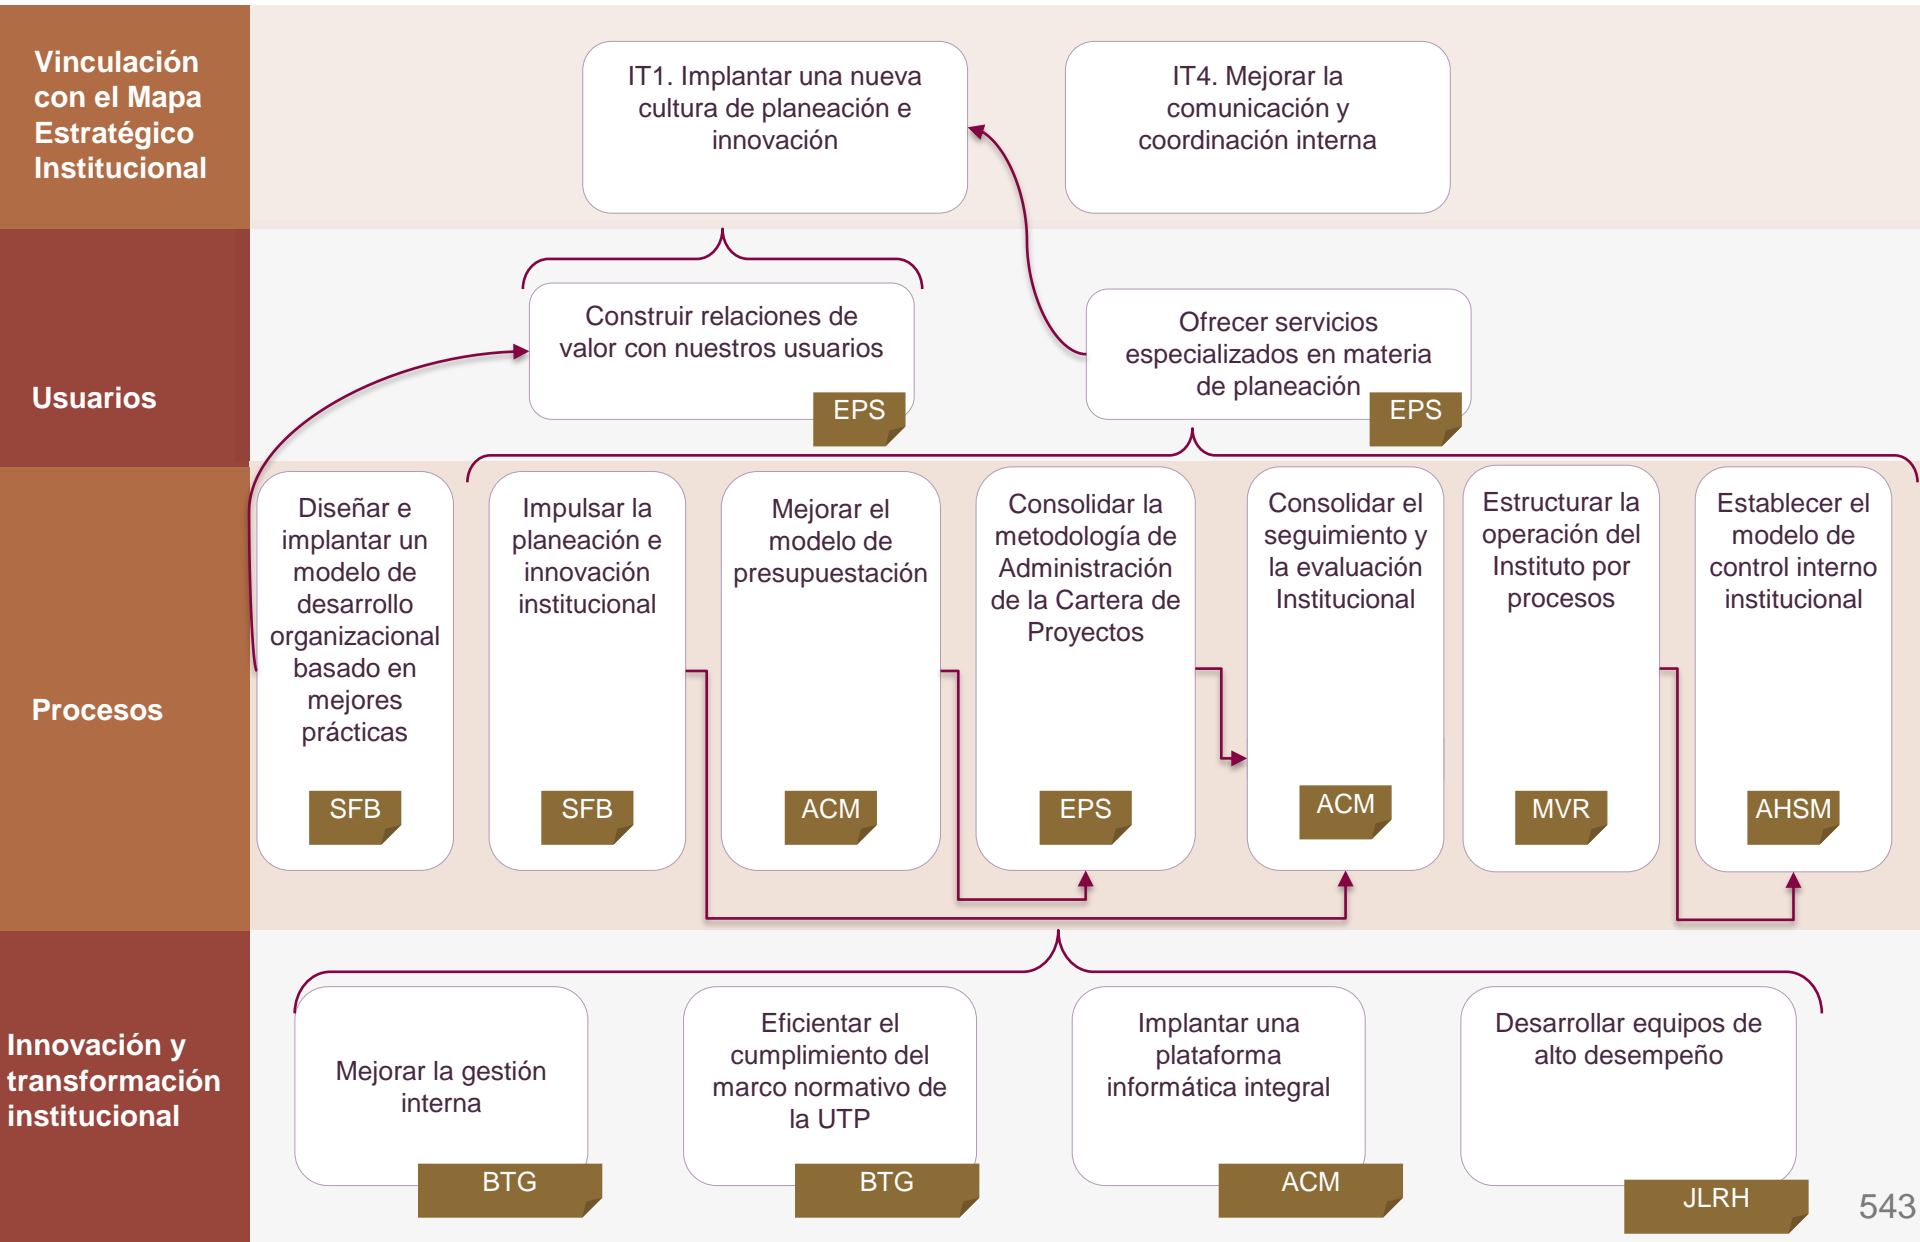 Vinculación
con el Mapa
Estratégico
Institucional
IT1. Implantar una nueva
cultura de planeación e
innovación
IT4. Mejorar la
comunicación y
coordinación interna
Usuarios
Construir relaciones de
valor con nuestros usuarios
EPS
Ofrecer servicios
especializados en materia
de planeación
EPS
Procesos
Diseñar e
implantar un
modelo de
desarrollo
organizacional
basado en
mejores
prácticas
SFB
Impulsar la
planeación e
innovación
institucional
SFB
Mejorar el
modelo de
presupuestación
ACM
Consolidar la
metodología de
Administración
de la Cartera de
Proyectos
EPS
Consolidar el
seguimiento y
la evaluación
Institucional
ACM
Estructurar la
operación del
Instituto por
procesos
MVR
Establecer el
modelo de
control interno
institucional
AHSM
Innovación y
transformación
institucional
Mejorar la gestión
interna
BTG
Eficientar el
cumplimiento del
marco normativo de
la UTP
BTG
Implantar una
plataforma
informática integral
ACM
Desarrollar equipos de
alto desempeño
JLRH
543